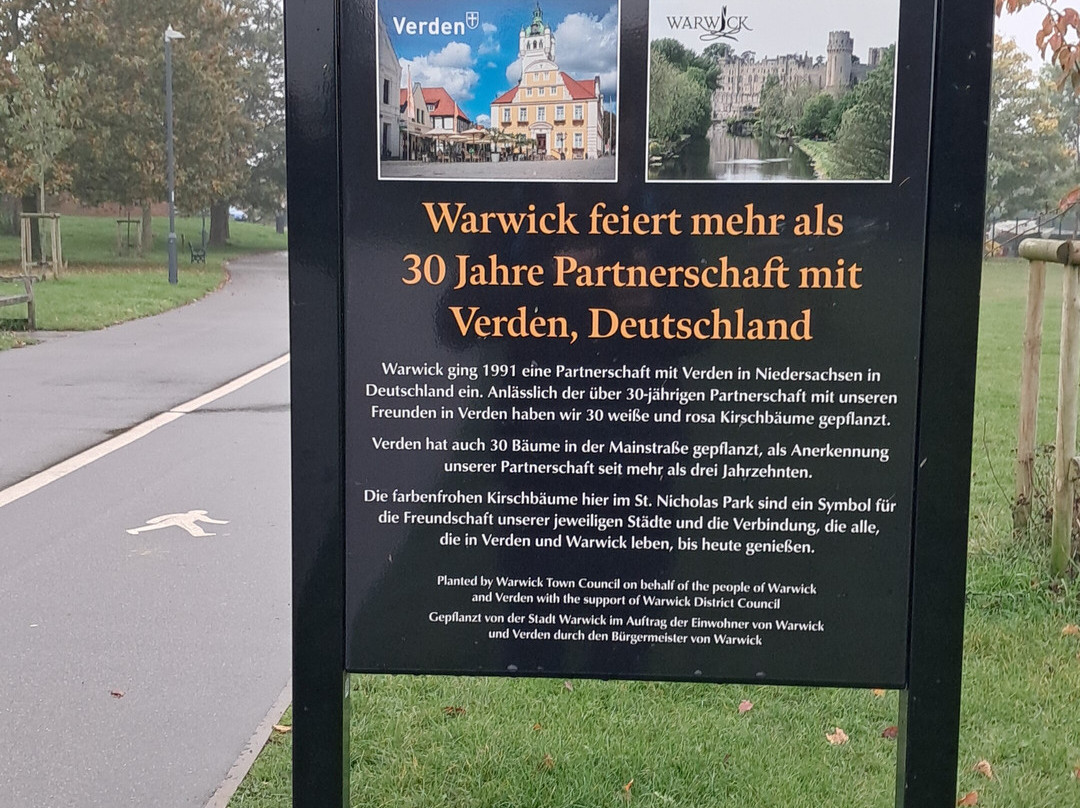 Verden
WARWICK
Warwick feiert mehr als
30 Jahre Partnerschaft mit
Verden, Deutschland
Warwick ging 1991 eine Partnerschaft mit Verden in Niedersachsen in
Deutschland ein. Anlässlich der über 30-jährigen Partnerschaft mit unseren
Freunden in Verden haben wir 30 weiße und rosa Kirschbäume gepflanzt.
Verden hat auch 30 Bäume in der Mainstraße gepflanzt, als Anerkennung
unserer Partnerschaft seit mehr als drei Jahrzehnten.
Die farbenfrohen Kirschbäume hier im St. Nicholas Park sind ein Symbol für
die Freundschaft unserer jeweiligen Städte und die Verbindung, die alle,
die in Verden und Warwick leben, bis heute genießen.
Planted by Warwick Town Council on behalf of the people of Warwick
and Verden with the support of Warwick District Council
Gepflanzt von der Stadt Warwick im Auftrag der Einwohner von Warwick
und Verden durch den Bürgermeister von Warwick